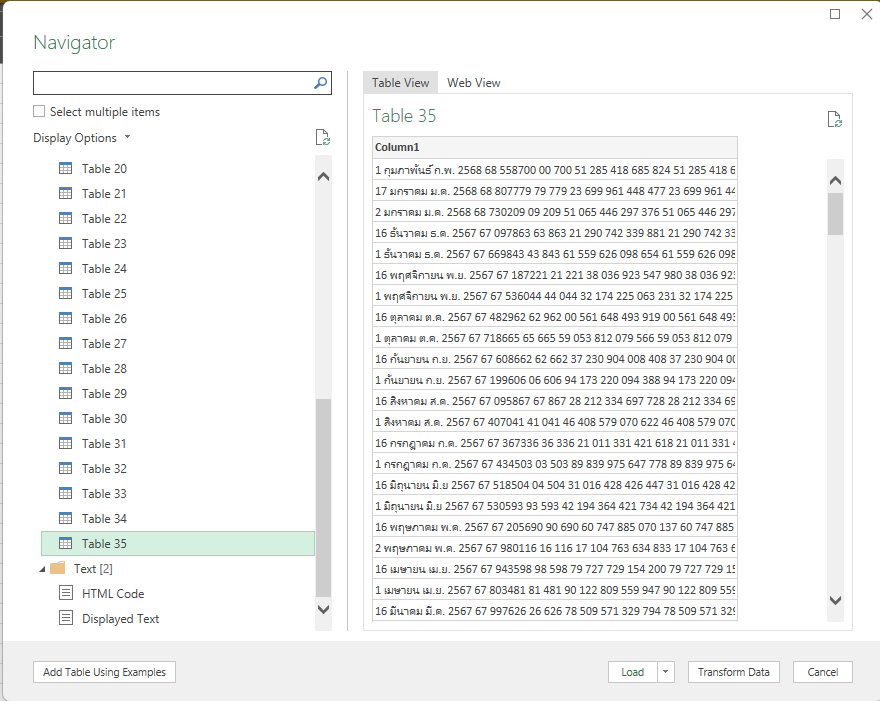 Navigator
Select multiple items
Display Options
Table 20
Table 21
Table 22
Table 23
Table 24
Table 25
Table 26
Table 27
Table 28
Table 29
Table 30
Table 31
Table 32
Table 33
Table 34
Table 35
Text [2]
HTML Code
Displayed Text
Table View Web View
Table 35
Column1
1 กุมภาพันธ์ ก.พ. 2568 68 558700 00 700 51 285 418 685 824 51 285 418 6
17 มกราคม ม.ค. 2568 68 807779 79 779 23 699 961 448 477 23 699 961 44
2 มกราคม ม.ค. 2568 68 730209 09 209 51 065 446 297 376 51 065 446 297
16 ธันวาคม ธ.ค. 2567 67 097863 63 863 21 290 742 339 881 21 290 742 33
1 ธันวาคม ธ.ค. 2567 67 669843 43 843 61 559 626 098 654 61 559 626 098
16 พฤศจิกายน พ.ย. 2567 67 187221 21 221 38 036 923 547 980 38 036 923
1 พฤศจิกายน พ.ย. 2567 67 536044 44 044 32 174 225 063 231 32 174 225
16 ตุลาคม ต.ค. 2567 67 482962 62 962 00 561 648 493 919 00 561 648 493
1 ตุลาคม ต.ค. 2567 67 718665 65 665 59 053 812 079 566 59 053 812 079
16 กันยายน ก.ย. 2567 67 608662 62 662 37 230 904 008 408 37 230 904 00
1 กันยายน ก.ย. 2567 67 199606 06 606 94 173 220 094 388 94 173 220 094
16 สิงหาคม ส.ค. 2567 67 095867 67 867 28 212 334 697 728 28 212 334 69
1 สิงหาคม ส.ค. 2567 67 407041 41 041 46 408 579 070 622 46 408 579 070
16 กรกฎาคม ก.ค. 2567 67 367336 36 336 21 011 331 421 618 21 011 331 4
1 กรกฎาคม ก.ค. 2567 67 434503 03 503 89 839 975 647 778 89 839 975 64
16 มิถุนายน มิ.ย 2567 67 518504 04 504 31 016 428 426 447 31 016 428 42
1 มิถุนายน มิ.ย 2567 67 530593 93 593 42 194 364 421 734 42 194 364 421
16 พฤษภาคม พ.ค. 2567 67 205690 90 690 60 747 885 070 137 60 747 885
2 พฤษภาคม พ.ค. 2567 67 980116 16 116 17 104 763 634 833 17 104 763 6
16 เมษายน เม.ย. 2567 67 943598 98 598 79 727 729 154 200 79 727 729 15
1 เมษายน เม.ย. 2567 67 803481 81 481 90 122 809 559 947 90 122 809 559
16 มีนาคม มี.ค. 2567 67 997626 26 626 78 509 571 329 794 78 509 571 329
Add Table Using Examples
Load
Transform Data
Cancel